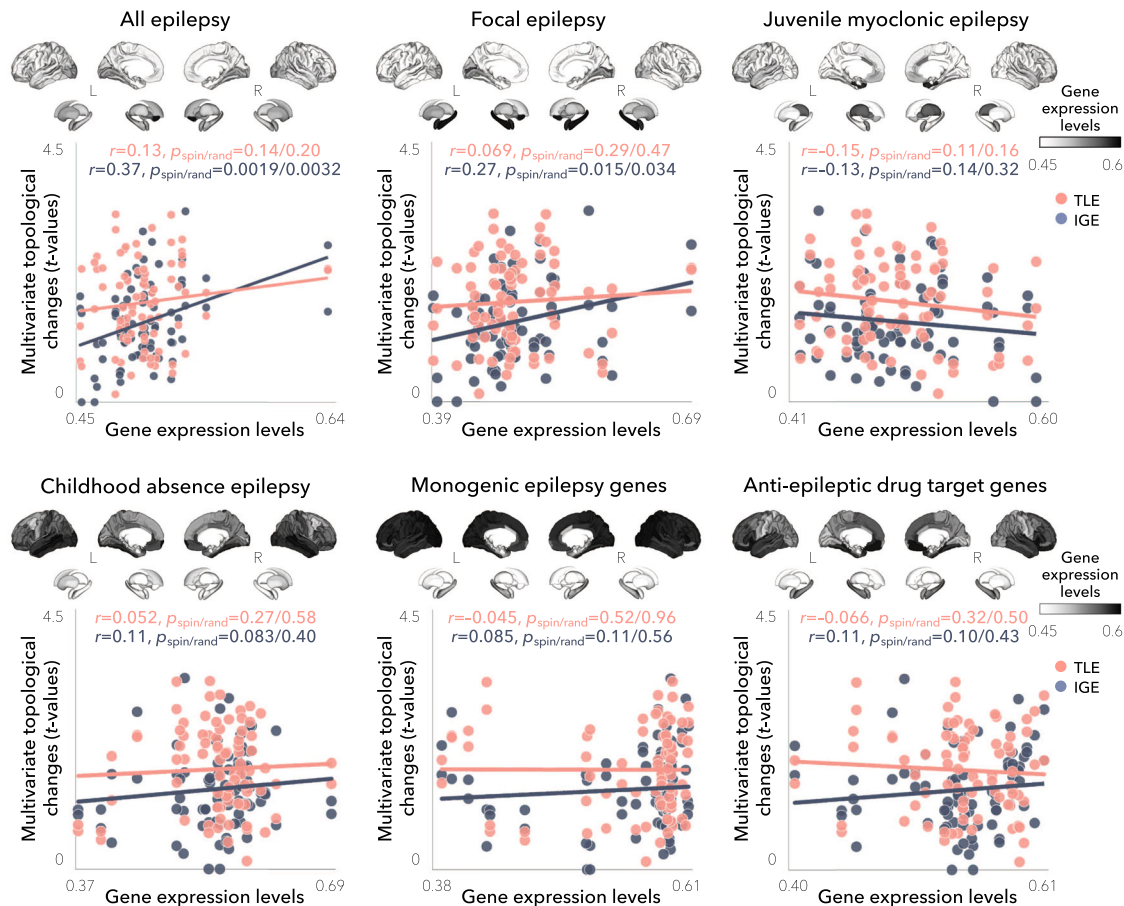 All epilepsy
Focal epilepsy
Juvenile myoclonic epilepsy
L
R
L
R
L
R
Gene
expression
levels
0.45
0.6
r=0.13, pspin/rand=0.14/0.20
r=0.37, pspin/rand=0.0019/0.0032
r=0.069, pspin/rand=0.29/0.47
r=0.27, pspin/rand=0.015/0.034
r=-0.15, pspin/rand=0.11/0.16
r=-0.13, pspin/rand=0.14/0.32
TLE
IGE
Multivariate topological
changes (t-values)
4.5
0
0.45
0.64
Gene expression levels
Multivariate topological
changes (t-values)
4.5
0
0.39
0.69
Gene expression levels
Multivariate topological
changes (t-values)
4.5
0
0.41
0.60
Gene expression levels
Childhood absence epilepsy
Monogenic epilepsy genes
Anti-epileptic drug target genes
L
R
L
R
L
R
Gene
expression
levels
0.45
0.6
r=0.052, pspin/rand=0.27/0.58
r=0.11, pspin/rand=0.083/0.40
r=-0.045, pspin/rand=0.52/0.96
r=0.085, pspin/rand=0.11/0.56
r=-0.066, pspin/rand=0.32/0.50
r=0.11, pspin/rand=0.10/0.43
TLE
IGE
Multivariate topological
changes (t-values)
4.5
0
0.37
0.69
Gene expression levels
Multivariate topological
changes (t-values)
4.5
0
0.38
0.61
Gene expression levels
Multivariate topological
changes (t-values)
4.5
0
0.40
0.61
Gene expression levels